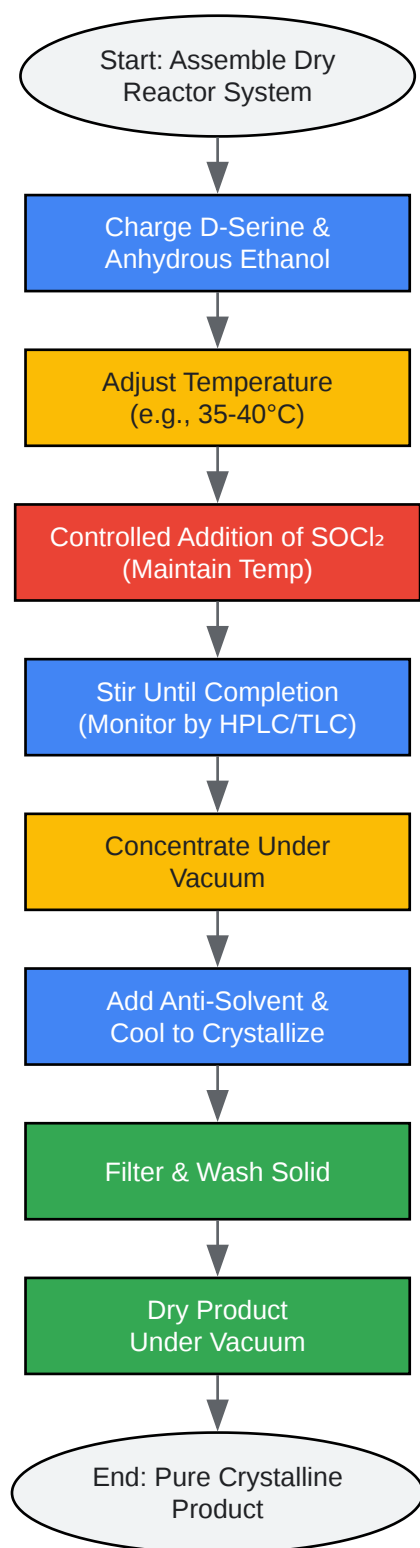 Start: Assemble Dry
Reactor System
Charge D-Serine &
Anhydrous Ethanol
Adjust Temperature
(e.g., 35-40°C)
Controlled Addition of SOCl₂
(Maintain Temp)
Stir Until Completion
(Monitor by HPLC/TLC)
Concentrate Under
Vacuum
Add Anti-Solvent &
Cool to Crystallize
Filter & Wash Solid
Dry Product
Under Vacuum
End: Pure Crystalline
Product